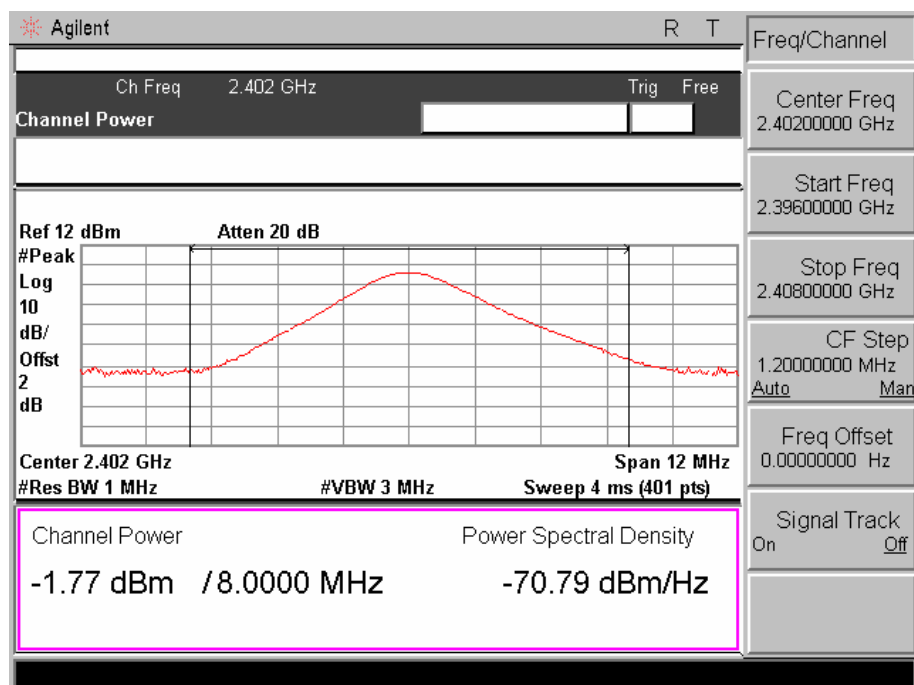 Agilent R T
Ch Freq 2.402 GHz Trig Free
Channel Power
Ref 12 dBm Atten 20 dB
#Peak
Log
10
dB/
Offst
2
dB
Center 2.402 GHz Span 12 MHz
#Res BW 1 MHz #VBW 3 MHz Sweep 4 ms (401 pts)
Channel Power Power Spectral Density
-1.77 dBm / 8.0000 MHz -70.79 dBm/Hz
Freq/Channel
Center Freq
2.40200000 GHz
Start Freq
2.39600000 GHz
Stop Freq
2.40800000 GHz
CF Step
1.20000000 MHz
Auto Man
Freq Offset
0.00000000 Hz
Signal Track
On Off